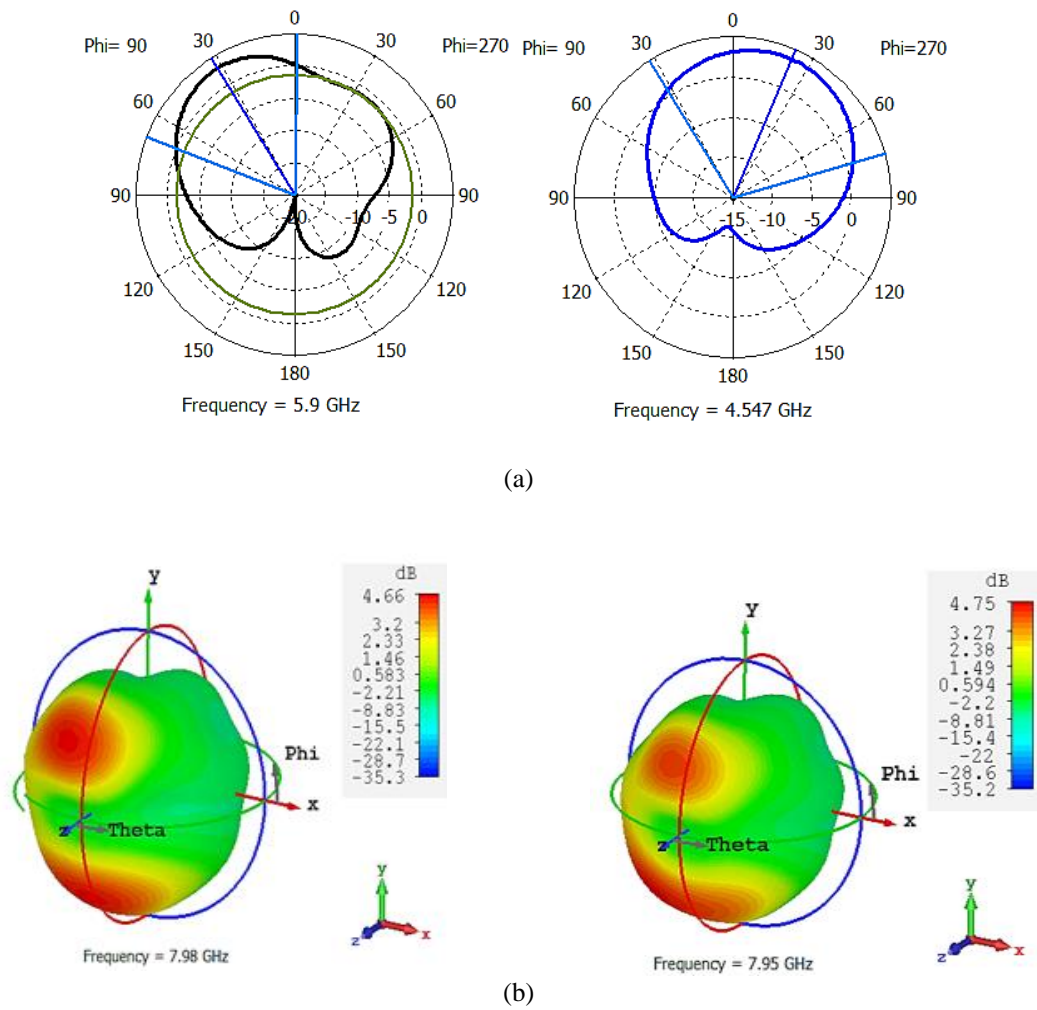 0
Phi= 90 30 30 Phi=270
60 60
90 -20 -10 -5 0 90
120 120
150 150
180
Frequency = 5.9 GHz
0
Phi= 90 30 30 Phi=270
60 60
90 -15 -10 -5 0 90
120 120
150 150
180
Frequency = 4.547 GHz
(a)
dB
4.66
3.2
2.33
1.46
0.583
-2.21
-8.83
-15.5
-22.1
-28.7
-35.3
y
Phi
x
z Theta
y
z x
Frequency = 7.98 GHz
dB
4.75
3.27
2.38
1.49
0.594
-2.2
-8.81
-15.4
-22
-28.6
-35.2
y
Phi
x
z Theta
y
z x
Frequency = 7.95 GHz
(b)